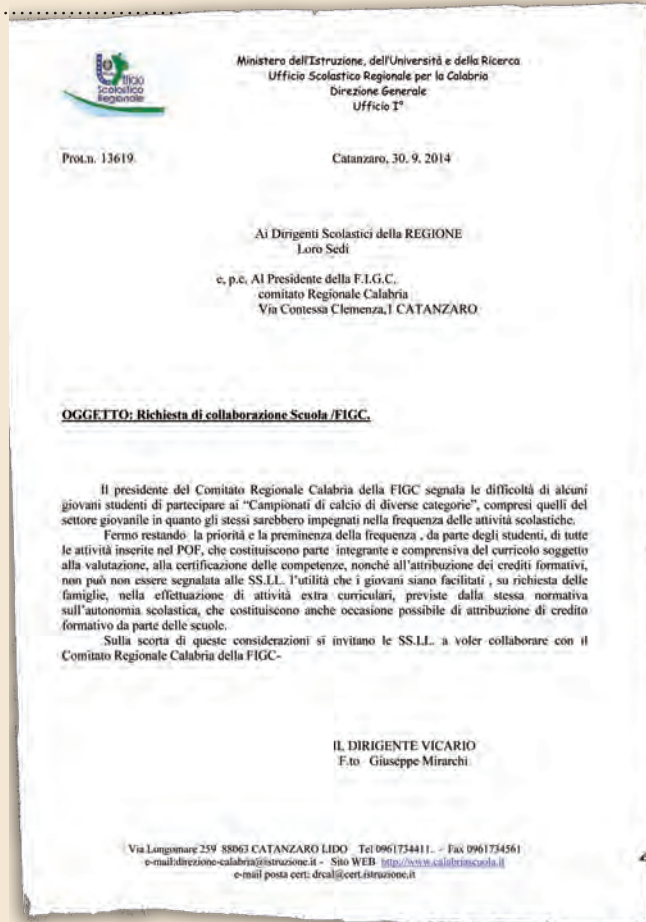 Ufficio
Scolastico
Regionale
Ministero dell'Istruzione, dell'Università e della Ricerca
Ufficio Scolastico Regionale per la Calabria
Direzione Generale
Ufficio I°
Prot.n. 13619
Catanzaro, 30. 9. 2014
Ai Dirigenti Scolastici della REGIONE
Loro Sedi
e, p.c. Al Presidente della F.I.G.C.
comitato Regionale Calabria
Via Contessa Clemenza,1 CATANZARO
OGGETTO: Richiesta di collaborazione Scuola /FIGC.
Il presidente del Comitato Regionale Calabria della FIGC segnala le difficoltà di alcuni
giovani studenti di partecipare ai “Campionati di calcio di diverse categorie”, compresi quelli del
settore giovanile in quanto gli stessi sarebbero impegnati nella frequenza delle attività scolastiche.
Fermo restando la priorità e la preminenza della frequenza , da parte degli studenti, di tutte
le attività inserite nel POF, che costituiscono parte integrante e comprensiva del curricolo soggetto
alla valutazione, alla certificazione delle competenze, nonché all'attribuzione dei crediti formativi,
non può non essere segnalata alle SS.LL. l'utilità che i giovani siano facilitati , su richiesta delle
famiglie, nella effettuazione di attività extra curriculari, previste dalla stessa normativa
sull'autonomia scolastica, che costituiscono anche occasione possibile di attribuzione di credito
formativo da parte delle scuole.
Sulla scorta di queste considerazioni si invitano le SS.LL. a voler collaborare con il
Comitato Regionale Calabria della FIGC-
IL DIRIGENTE VICARIO
F.to Giuseppe Mirarchi
Via Lungomare 259 88063 CATANZARO LIDO Tel 0961734411.. - Fax 0961734561
e-mail:direzione-calabria@istruzione.it - Sito WEB http://www.calabriascuola.it
e-mail posta cert: drcal@cert.istruzione.it